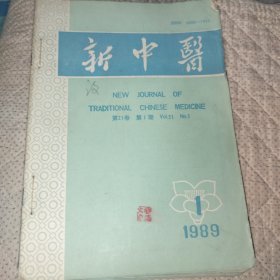 新中醫
NEW JOURNAL OF
TRADITIONAL CHINESE MEDICINE
第21卷 第1期 Vol.21 No.1
1
1989